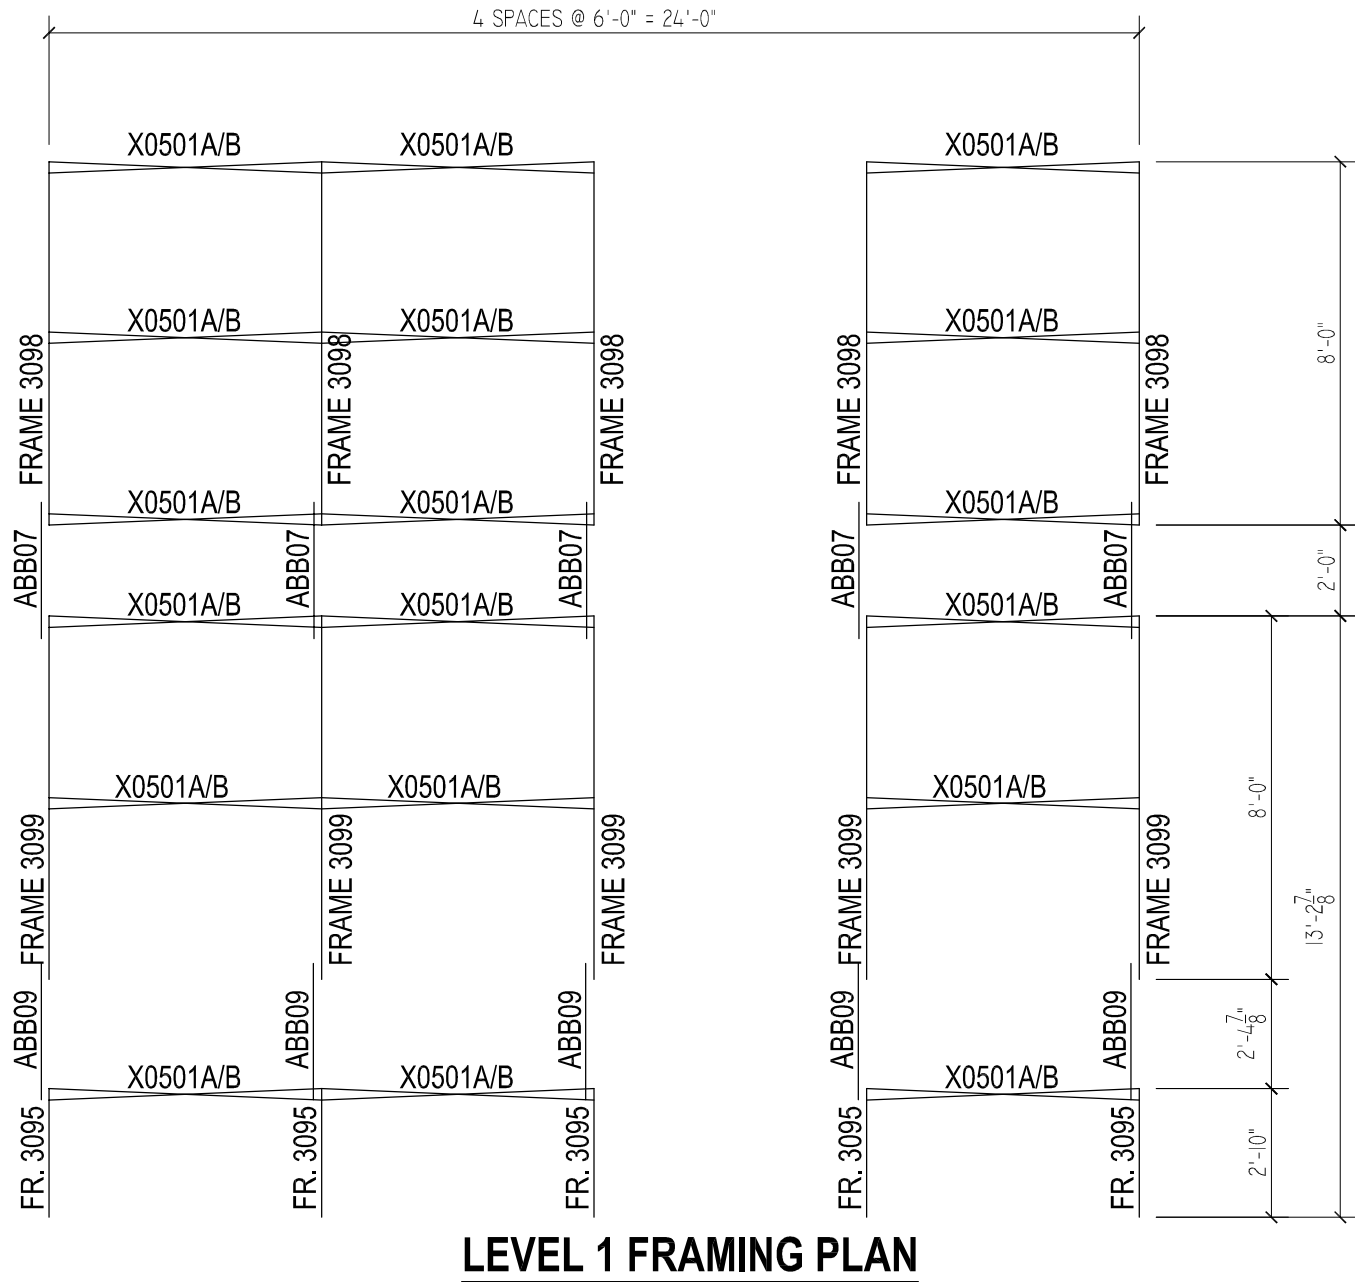 4 SPACES @ 6'-0" = 24'-0"
X0501A/B X0501A/B X0501A/B
X0501A/B X0501A/B X0501A/B
8'-0"
FRAME 3098 FRAME 3098 FRAME 3098 FRAME 3098 FRAME 3098
X0501A/B X0501A/B X0501A/B
ABB07 ABB07 ABB07 ABB07 ABB07
2'-0"
X0501A/B X0501A/B X0501A/B
X0501A/B X0501A/B X0501A/B
8'-0"
FRAME 3099 FRAME 3099 FRAME 3099 FRAME 3099 FRAME 3099
13'-2 7/8"
ABB09 ABB09 ABB09 ABB09 ABB09
2'-4 7/8"
X0501A/B X0501A/B X0501A/B
FR. 3095 FR. 3095 FR. 3095 FR. 3095 FR. 3095
2'-10"
LEVEL 1 FRAMING PLAN